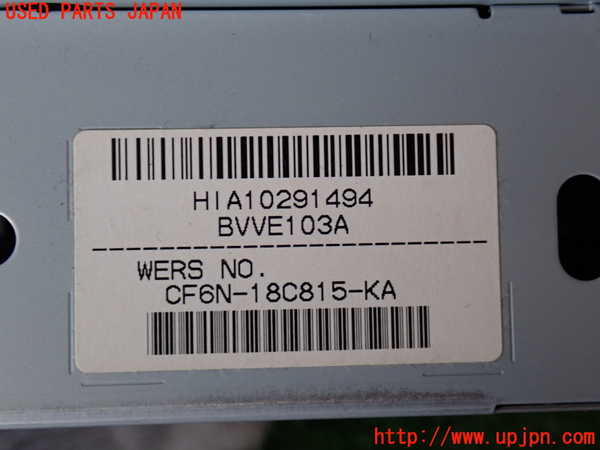 USED PARTS JAPAN
HIA10291494
BVVE103A
WERS NO.
CF6N-18C815-KA
http://www.upjpn.com/